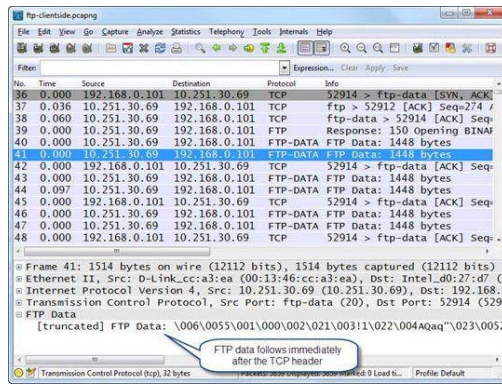 ftp-clientside.pcapng
File Edit View Go Capture Analyze Statistics Telephony Tools Internals Help
Filter: Expression... Clear Apply Save
No. Time Source Destination Protocol Info
36 0.000 192.168.0.101 10.251.30.69 TCP 52914 > ftp-data [SYN, ACK
37 0.036 10.251.30.69 192.168.0.101 TCP ftp > 52912 [ACK] Seq=274
38 0.060 10.251.30.69 192.168.0.101 TCP ftp-data > 52914 [ACK] Seq=
39 0.000 10.251.30.69 192.168.0.101 FTP Response: 150 Opening BINAR
40 0.000 10.251.30.69 192.168.0.101 FTP-DATA FTP Data: 1448 bytes
41 0.000 10.251.30.69 192.168.0.101 FTP-DATA FTP Data: 1448 bytes
42 0.000 192.168.0.101 10.251.30.69 TCP 52914 > ftp-data [ACK] Seq=
43 0.000 10.251.30.69 192.168.0.101 FTP-DATA FTP Data: 1448 bytes
44 0.097 10.251.30.69 192.168.0.101 FTP-DATA FTP Data: 1448 bytes
45 0.000 192.168.0.101 10.251.30.69 TCP 52914 > ftp-data [ACK] Seq=
46 0.000 10.251.30.69 192.168.0.101 FTP-DATA FTP Data: 1448 bytes
47 0.000 10.251.30.69 192.168.0.101 FTP-DATA FTP Data: 1448 bytes
48 0.000 192.168.0.101 10.251.30.69 TCP 52914 > ftp-data [ACK] Seq=
Frame 41: 1514 bytes on wire (12112 bits), 1514 bytes captured (12112 bits)
Ethernet II, Src: D-Link_cc:a3:ea (00:13:46:cc:a3:ea), Dst: Intel_d0:27:d7 (
Internet Protocol Version 4, Src: 10.251.30.69 (10.251.30.69), Dst: 192.168.
Transmission Control Protocol, Src Port: ftp-data (20), Dst Port: 52914 (529
FTP Data
[truncated] FTP Data: \006\0055\001\000\002\021\003!1\022\004AQaq"\023\005
FTP data follows immediately
after the TCP header
Transmission Control Protocol (tcp), 32 bytes Packets: 3839 Displayed: 3839 Marked: 0 Load ti... Profile: Default